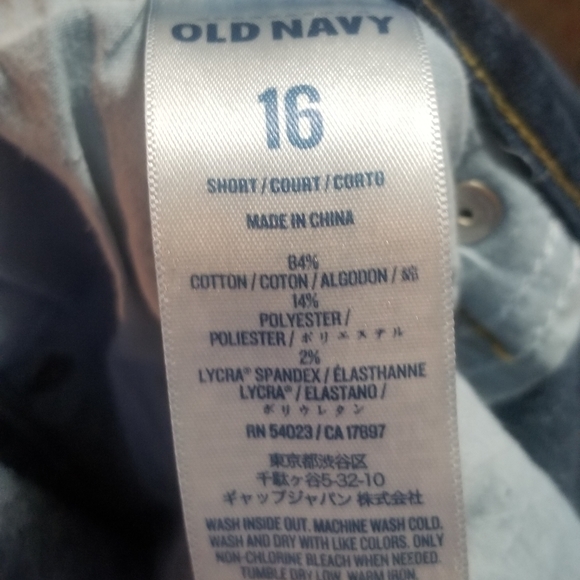 OLD NAVY
16
SHORT / COURT / CORTO
MADE IN CHINA
84%
COTTON / COTON / ALGODON / 綿
14%
POLYESTER /
POLIESTER / ポリエステル
2%
LYCRA® SPANDEX / ÉLASTHANNE
LYCRA® / ELASTANO /
ポリウレタン
RN 54023 / CA 17897
東京都渋谷区
千駄ヶ谷5-32-10
ギャップジャパン 株式会社
WASH INSIDE OUT. MACHINE WASH COLD.
WASH AND DRY WITH LIKE COLORS. ONLY
NON-CHLORINE BLEACH WHEN NEEDED.
TUMBLE DRY LOW. WARM IRON